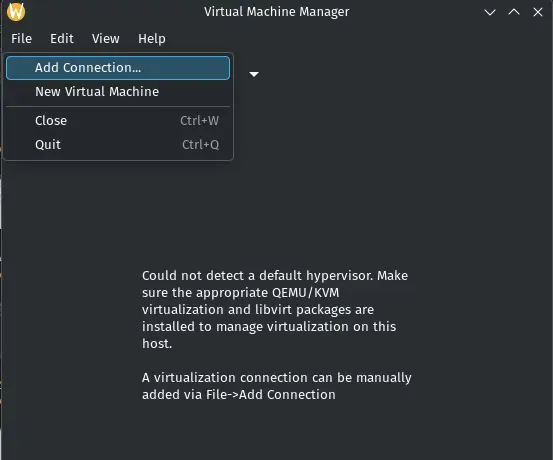 Virtual Machine Manager
File Edit View Help
Add Connection...
New Virtual Machine
Close Ctrl+W
Quit Ctrl+Q
Could not detect a default hypervisor. Make
sure the appropriate QEMU/KVM
virtualization and libvirt packages are
installed to manage virtualization on this
host.
A virtualization connection can be manually
added via File->Add Connection